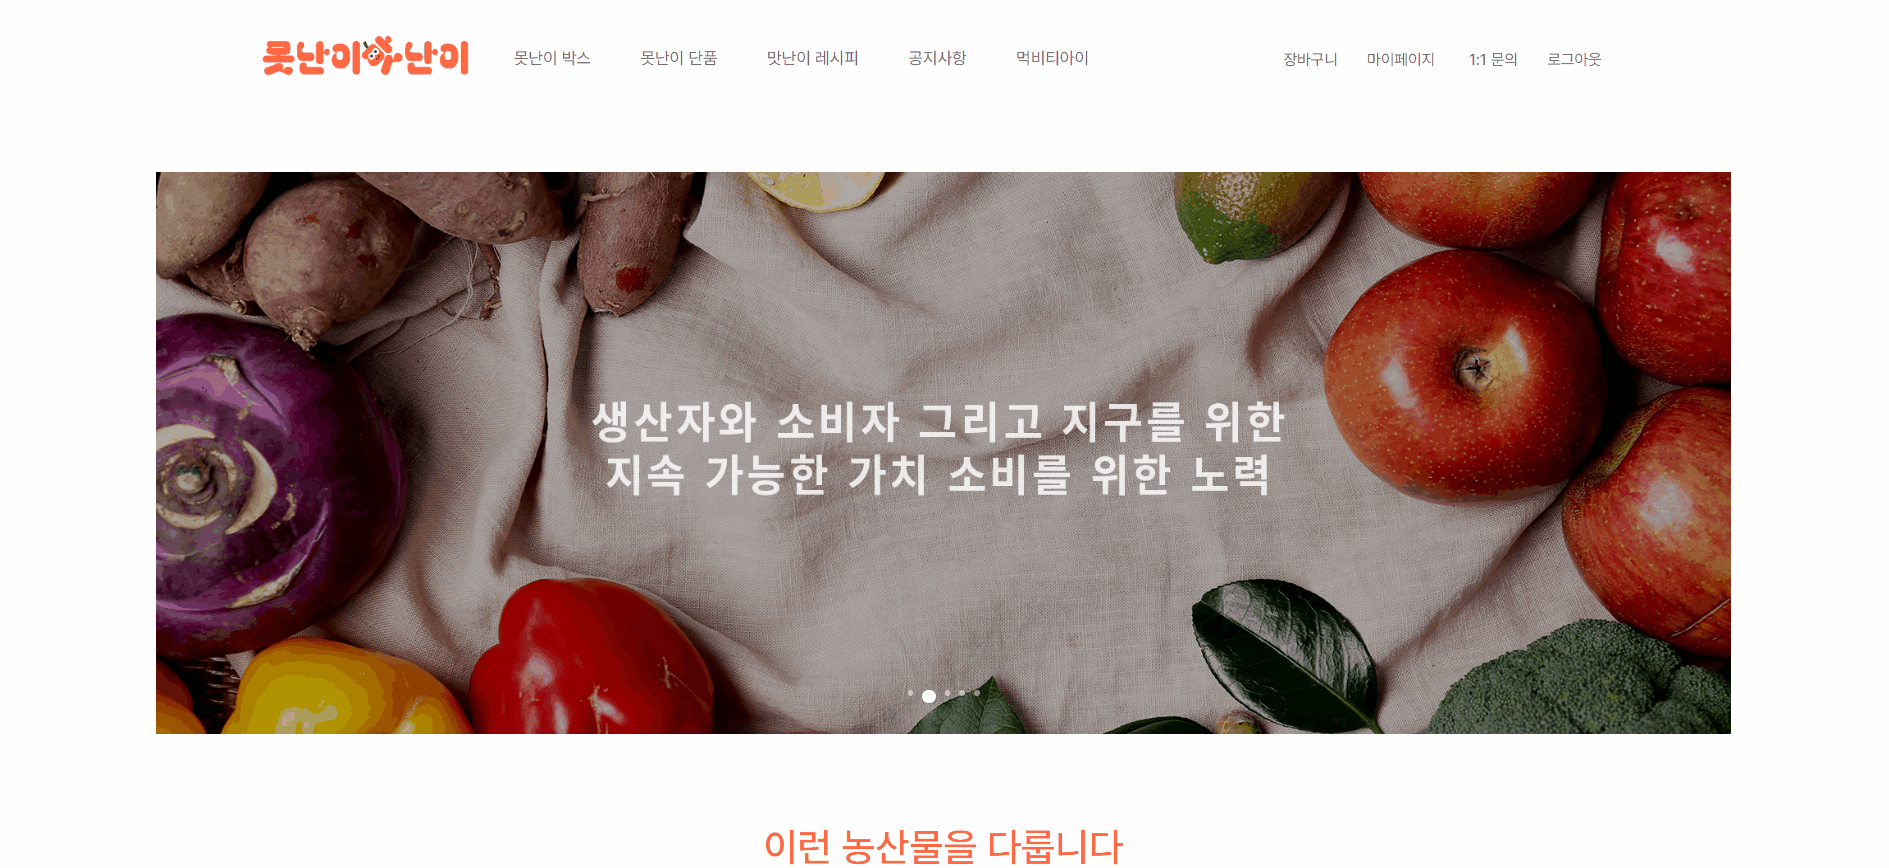 못난이맛난이
못난이 박스
못난이 단품
맛난이 레시피
공지사항
먹비티아이
장바구니
마이페이지
1:1 문의
로그아웃
생산자와 소비자 그리고 지구를 위한
지속 가능한 가치 소비를 위한 노력
이런 농산물을 다룹니다